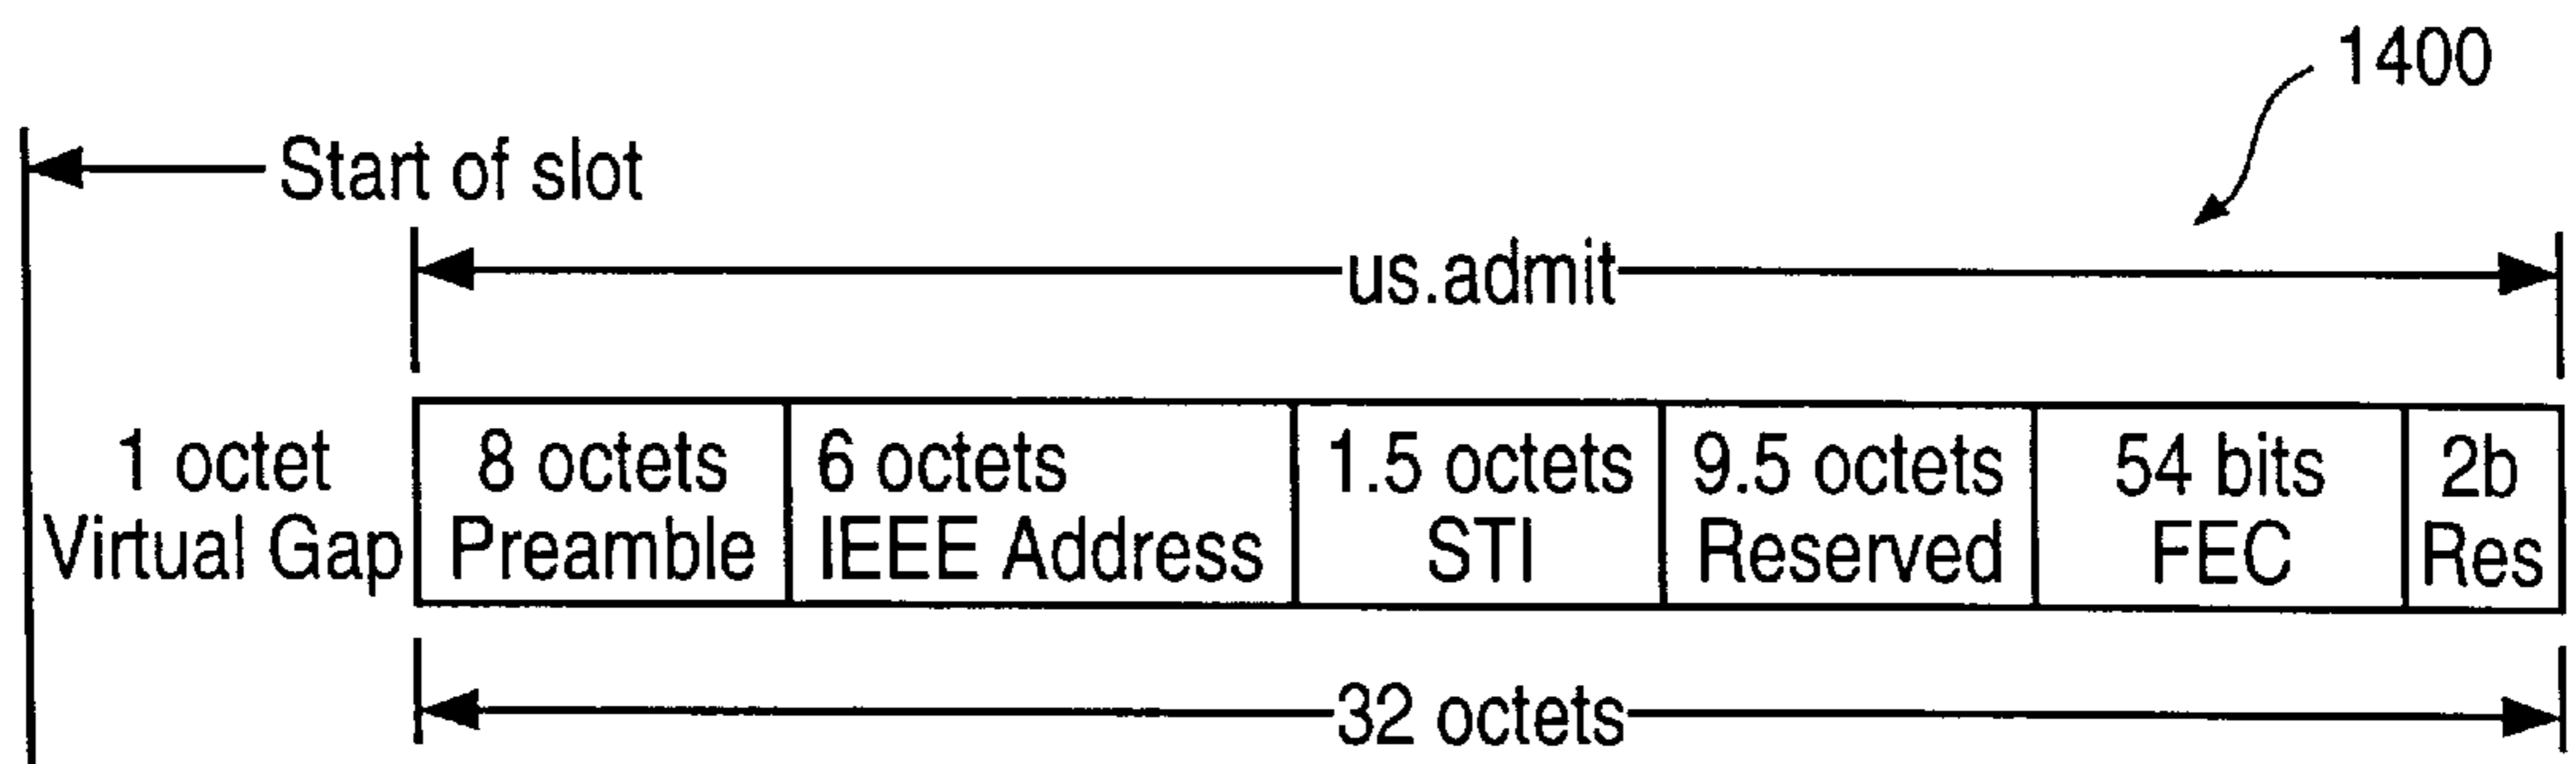 1400
Start of slot
us.admit
1 octet
Virtual Gap
8 octets
Preamble
6 octets
IEEE Address
1.5 octets
STI
9.5 octets
Reserved
54 bits
FEC
2b
Res
32 octets